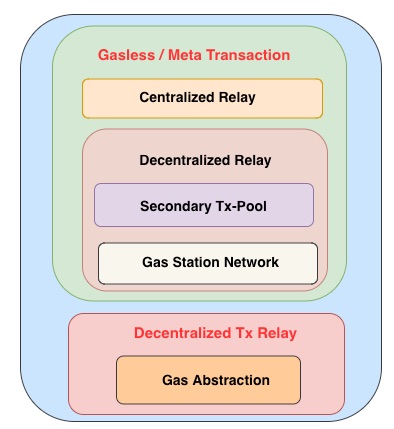 Gasless / Meta Transaction
Centralized Relay
Decentralized Relay
Secondary Tx-Pool
Gas Station Network
Decentralized Tx Relay
Gas Abstraction